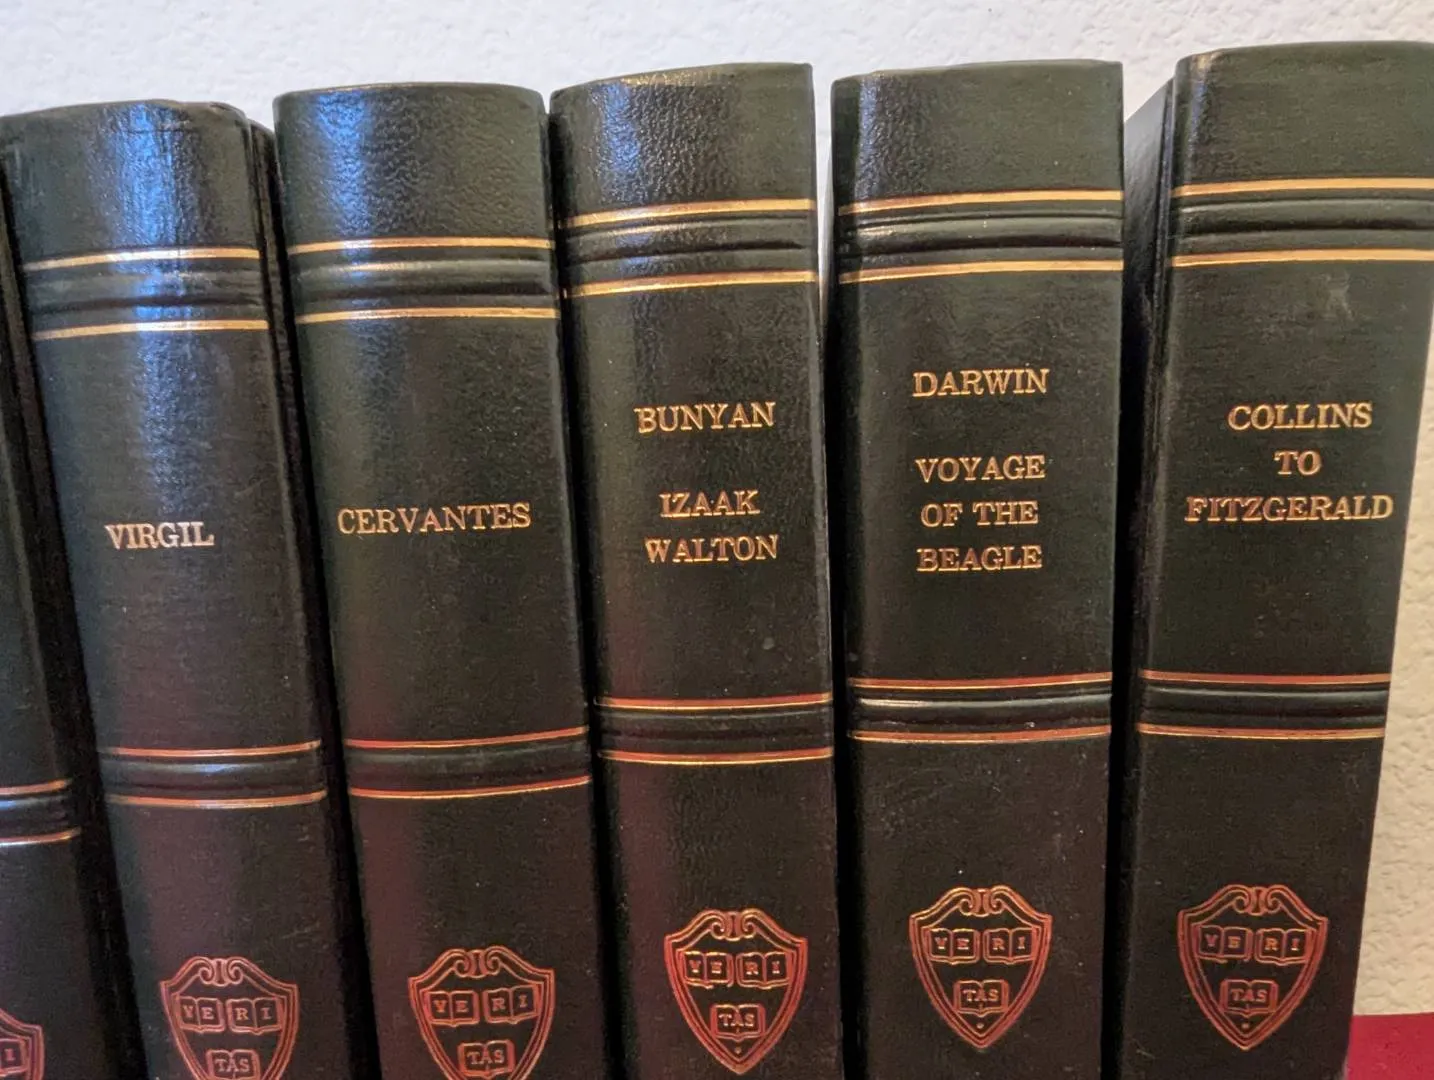 VIRGIL
VE RI
TAS
CERVANTES
VE RI
TAS
BUNYAN
IZAAK
WALTON
VE RI
TAS
DARWIN
VOYAGE
OF THE
BEAGLE
VE RI
TAS
COLLINS
TO
FITZGERALD
VE RI
TAS